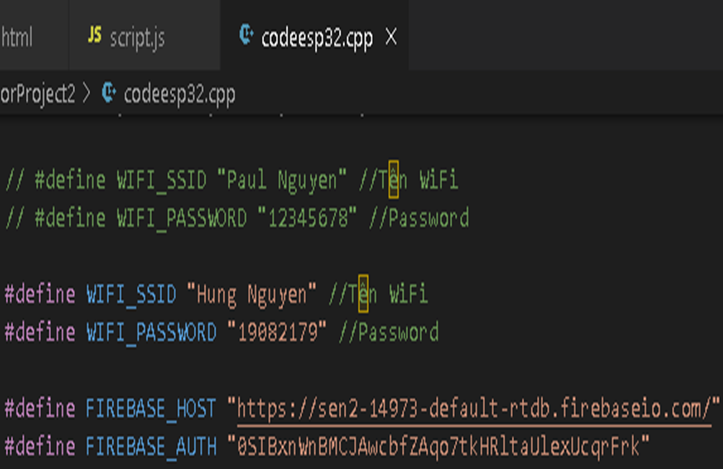 html JS script.js codeesp32.cpp X
orProject2 > codeesp32.cpp
// #define WIFI_SSID "Paul Nguyen" //Tên WiFi
// #define WIFI_PASSWORD "12345678" //Password
#define WIFI_SSID "Hung Nguyen" //Tên WiFi
#define WIFI_PASSWORD "19082179" //Password
#define FIREBASE_HOST "https://sen2-14973-default-rtdb.firebaseio.com/"
#define FIREBASE_AUTH "0SIBxnWnBMCJAwcbfZAqo7tkHRltaUlexUcqrFrk"